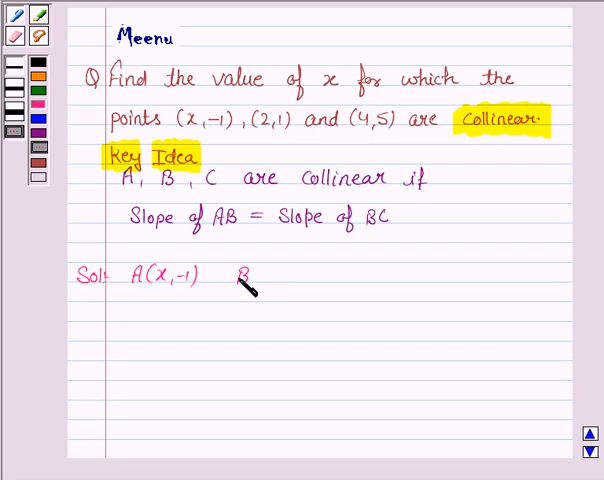 Meenu
Q Find the value of x for which the
points (x,-1), (2,1) and (4,5) are collinear.
Key Idea
A, B, C are collinear if
Slope of AB = Slope of BC
Sol:- A(x,-1) B